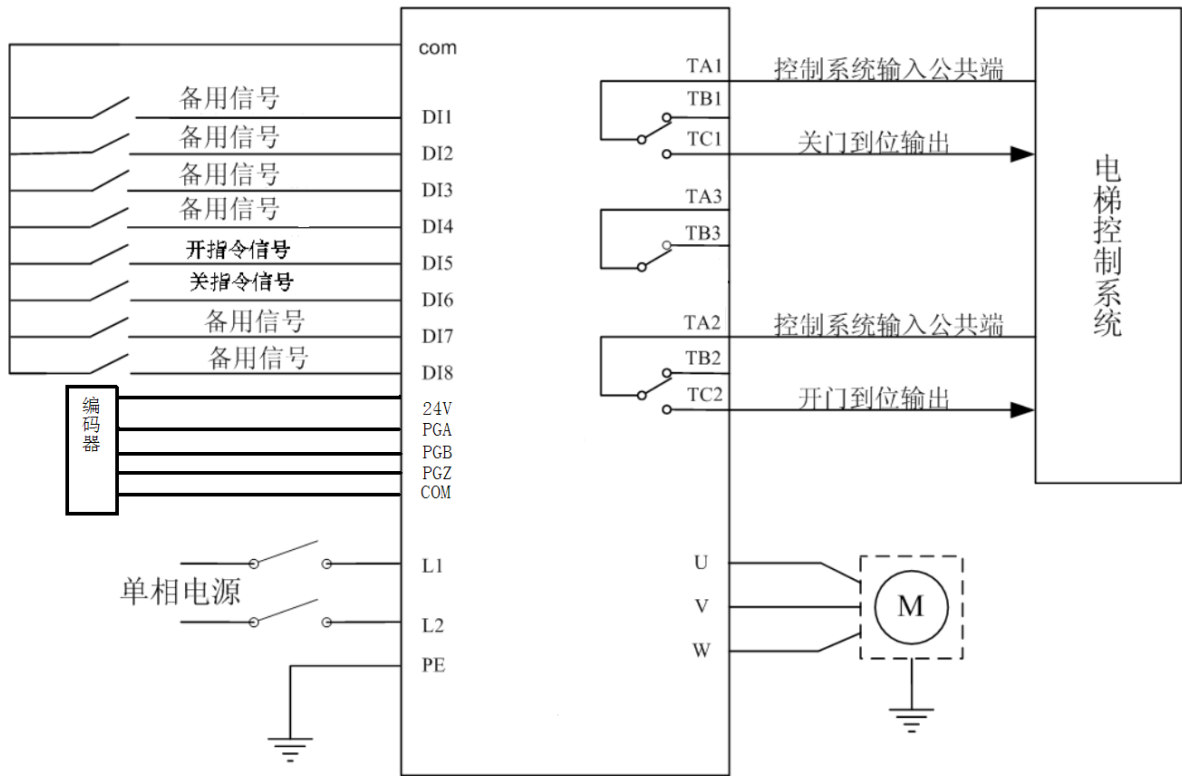 com
备用信号
DI1
备用信号
DI2
备用信号
DI3
备用信号
DI4
开指令信号
DI5
关指令信号
DI6
备用信号
DI7
备用信号
DI8
编码器
24V
PGA
PGB
PGZ
COM
单相电源
L1
L2
PE
TA1
控制系统输入公共端
TB1
TC1
关门到位输出
TA3
TB3
TA2
控制系统输入公共端
TB2
TC2
开门到位输出
电梯控制系统
U
V
W
M